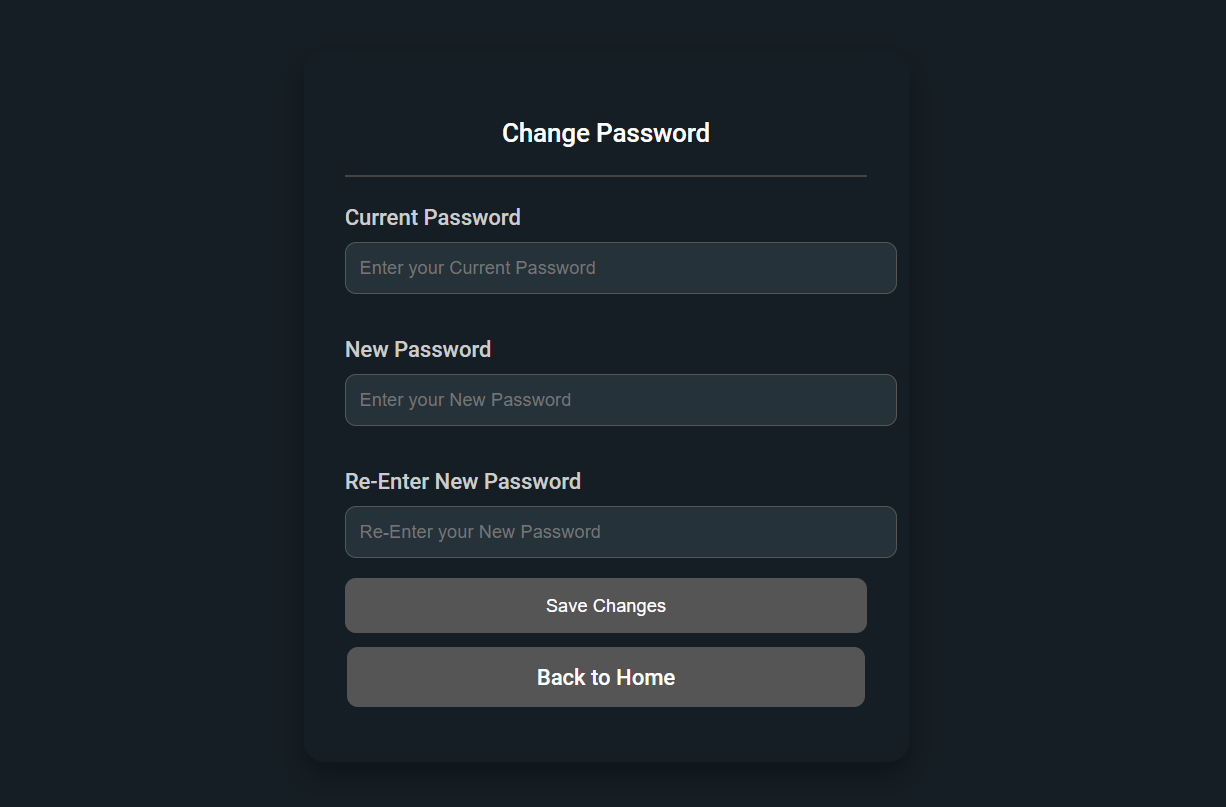 Change Password
Current Password
Enter your Current Password
New Password
Enter your New Password
Re-Enter New Password
Re-Enter your New Password
Save Changes
Back to Home